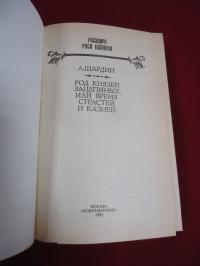 ГОСУДАРИ
РУСИ ВЕЛИКОЙ
А.ШАРДИН
РОД КНЯЗЕЙ
ЗАЦЕПИНЫХ,
ИЛИ ВРЕМЯ
СТРАСТЕЙ
И КАЗНЕЙ
МОСКВА
«СОВРЕМЕННИК»